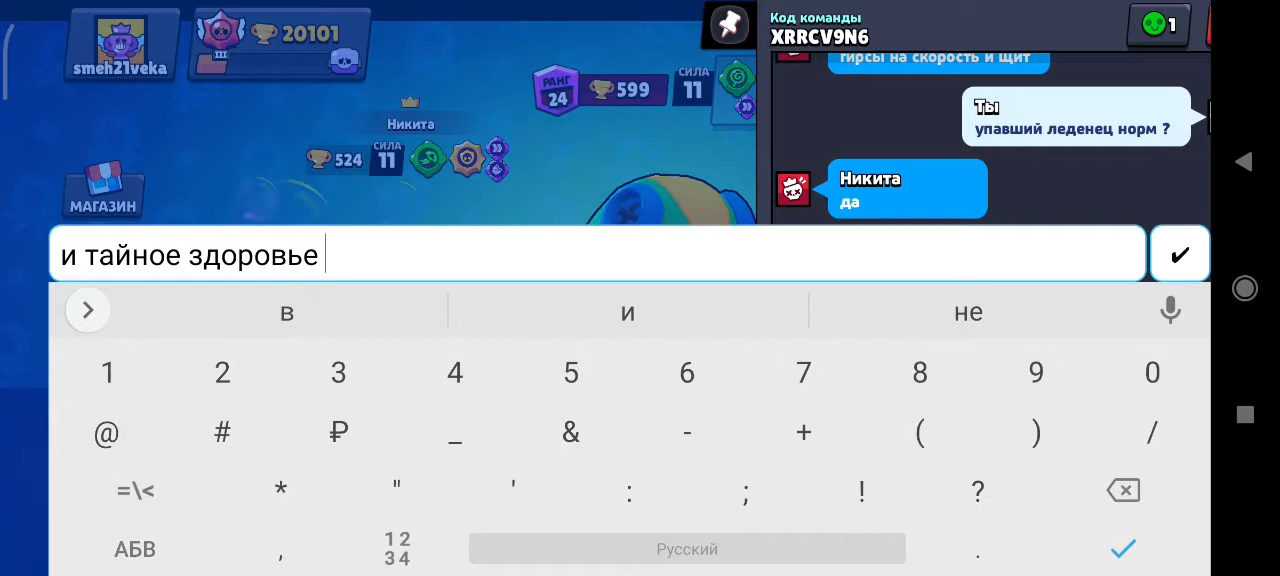 smeh21veka
III
20101
Код команды
XRRCV9N6
1
гирсы на скорость и щит
РАНГ
24
599
СИЛА
11
Ты
упавший леденец норм ?
Никита
524
СИЛА
11
Никита
да
МАГАЗИН
и тайное здоровье
✔
в
и
не
1 2 3 4 5 6 7 8 9 0
@ # ₽ _ & - + ( ) /
=\< * " ' : ; ! ?
АБВ , 12 34 Русский .